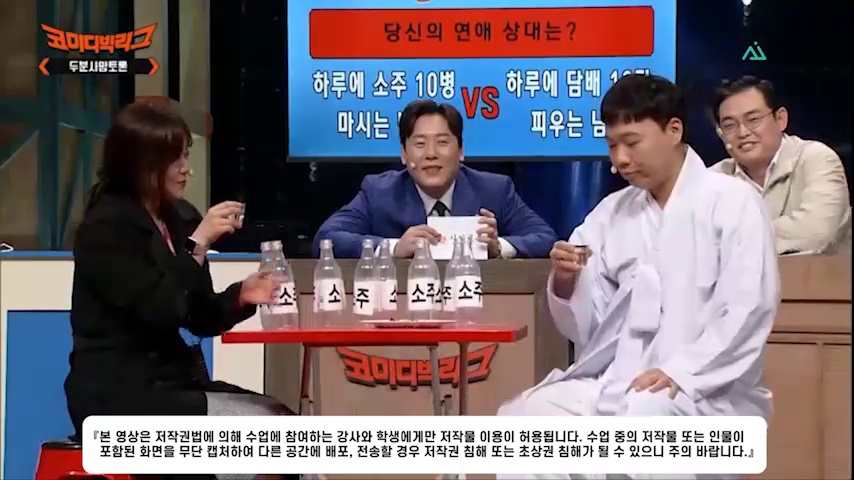 코미디빅리그
두분사망토론
당신의 연애 상대는?
하루에 소주 10병
마시는
VS
하루에 담배
피우는
소
주
소
소주
소
주
코미디빅리그
『본 영상은 저작권법에 의해 수업에 참여하는 강사와 학생에게만 저작물 이용이 허용됩니다. 수업 중의 저작물 또는 인물이
포함된 화면을 무단 캡처하여 다른 공간에 배포, 전송할 경우 저작권 침해 또는 초상권 침해가 될 수 있으니 주의 바랍니다.』